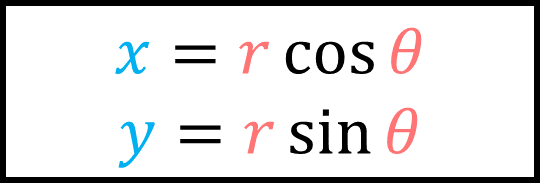 x = r cos θ
y = r sin θ